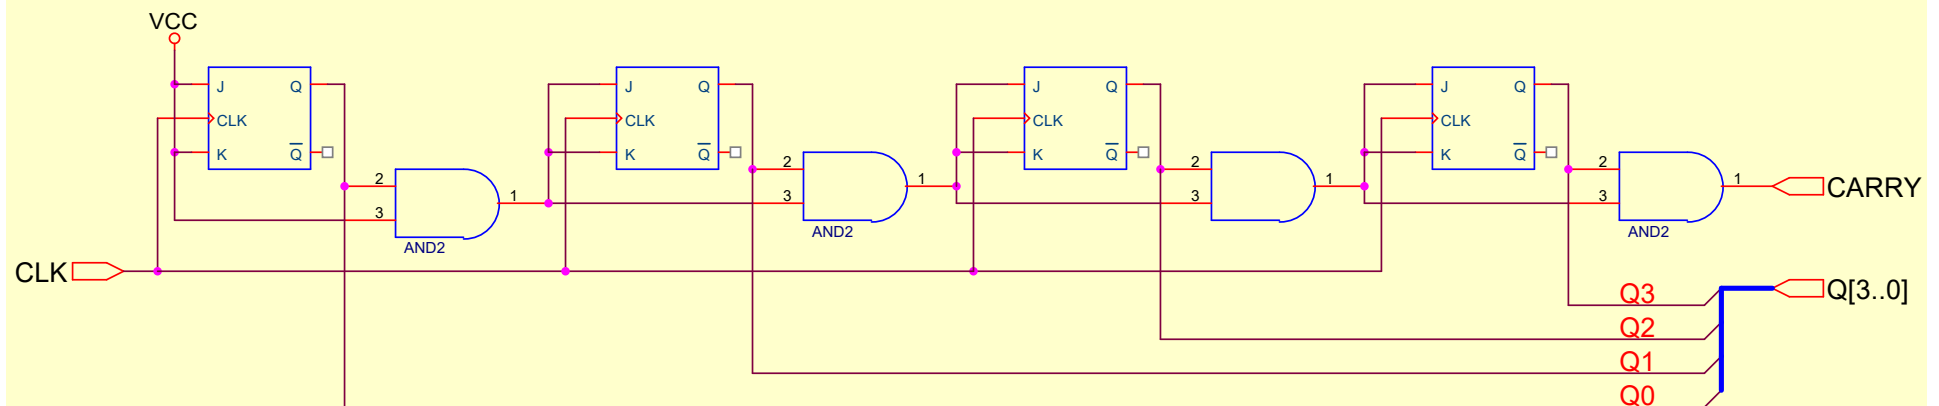 VCC
J Q J Q J Q J Q
CLK CLK CLK CLK
K Q K Q K Q K Q
2 2 2
2 1 1 1 CARRY
1 3 3 3
3
AND2 AND2
AND2
CLK
Q3 Q[3..0]
Q2
Q1
Q0